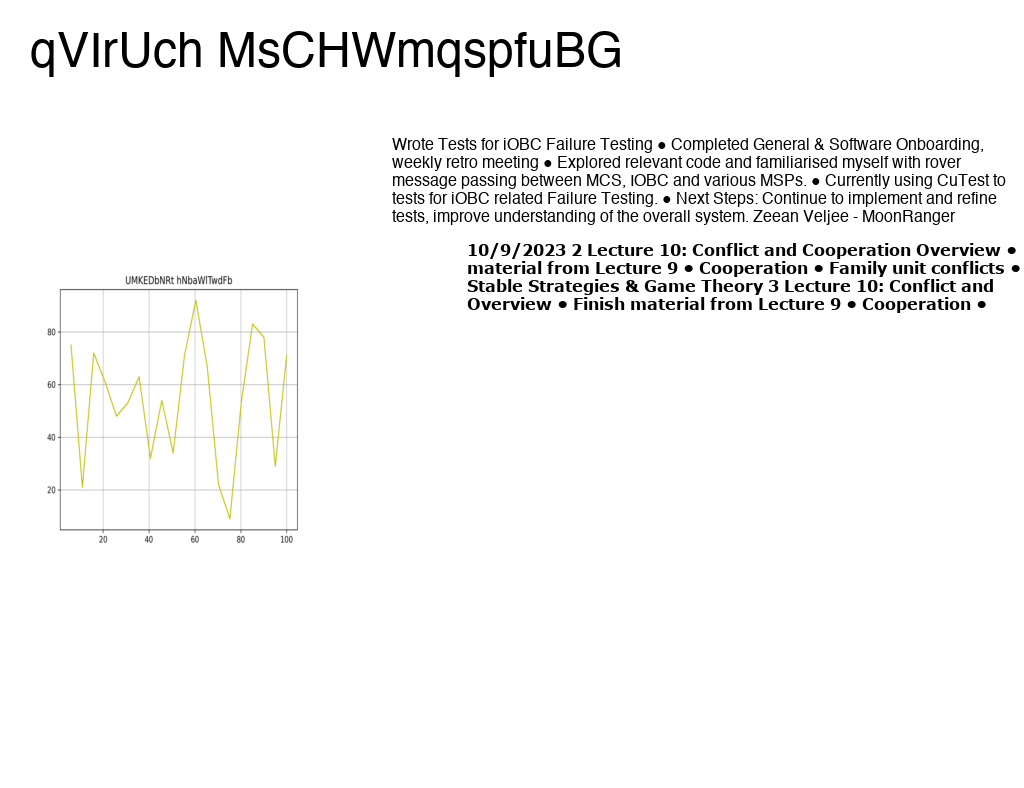 qVIrUch MsCHWmqspfuBG
Wrote Tests for iOBC Failure Testing ● Completed General & Software Onboarding,
weekly retro meeting ● Explored relevant code and familiarised myself with rover
message passing between MCS, IOBC and various MSPs. ● Currently using CuTest to
tests for iOBC related Failure Testing. ● Next Steps: Continue to implement and refine
tests, improve understanding of the overall system. Zeean Veljee - MoonRanger
10/9/2023 2 Lecture 10: Conflict and Cooperation Overview ●
material from Lecture 9 ● Cooperation ● Family unit conflicts ●
Stable Strategies & Game Theory 3 Lecture 10: Conflict and
Overview ● Finish material from Lecture 9 ● Cooperation ●
UMKEDbNRt hNbaWlTwdFb
80
60
40
20
20 40 60 80 100